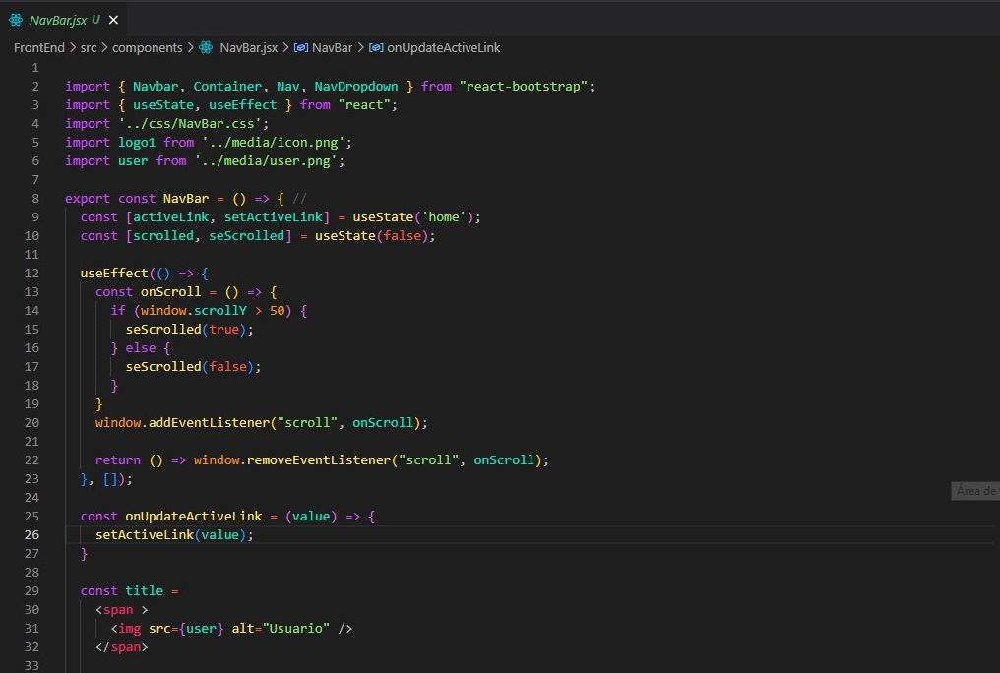 NavBar.jsx U
FrontEnd > src > components > NavBar.jsx > NavBar > onUpdateActiveLink
1
2 import { Navbar, Container, Nav, NavDropdown } from "react-bootstrap";
3 import { useState, useEffect } from "react";
4 import '../css/NavBar.css';
5 import logo1 from '../media/icon.png';
6 import user from '../media/user.png';
7
8 export const NavBar = () => { //
9   const [activeLink, setActiveLink] = useState('home');
10   const [scrolled, seScrolled] = useState(false);
11
12   useEffect(() => {
13     const onScroll = () => {
14       if (window.scrollY > 50) {
15         seScrolled(true);
16       } else {
17         seScrolled(false);
18       }
19     }
20     window.addEventListener("scroll", onScroll);
21
22     return () => window.removeEventListener("scroll", onScroll);
23   }, []);
24
25   const onUpdateActiveLink = (value) => {
26     setActiveLink(value);
27   }
28
29   const title =
30     <span >
31       <img src={user} alt="Usuario" />
32     </span>
33
Área de